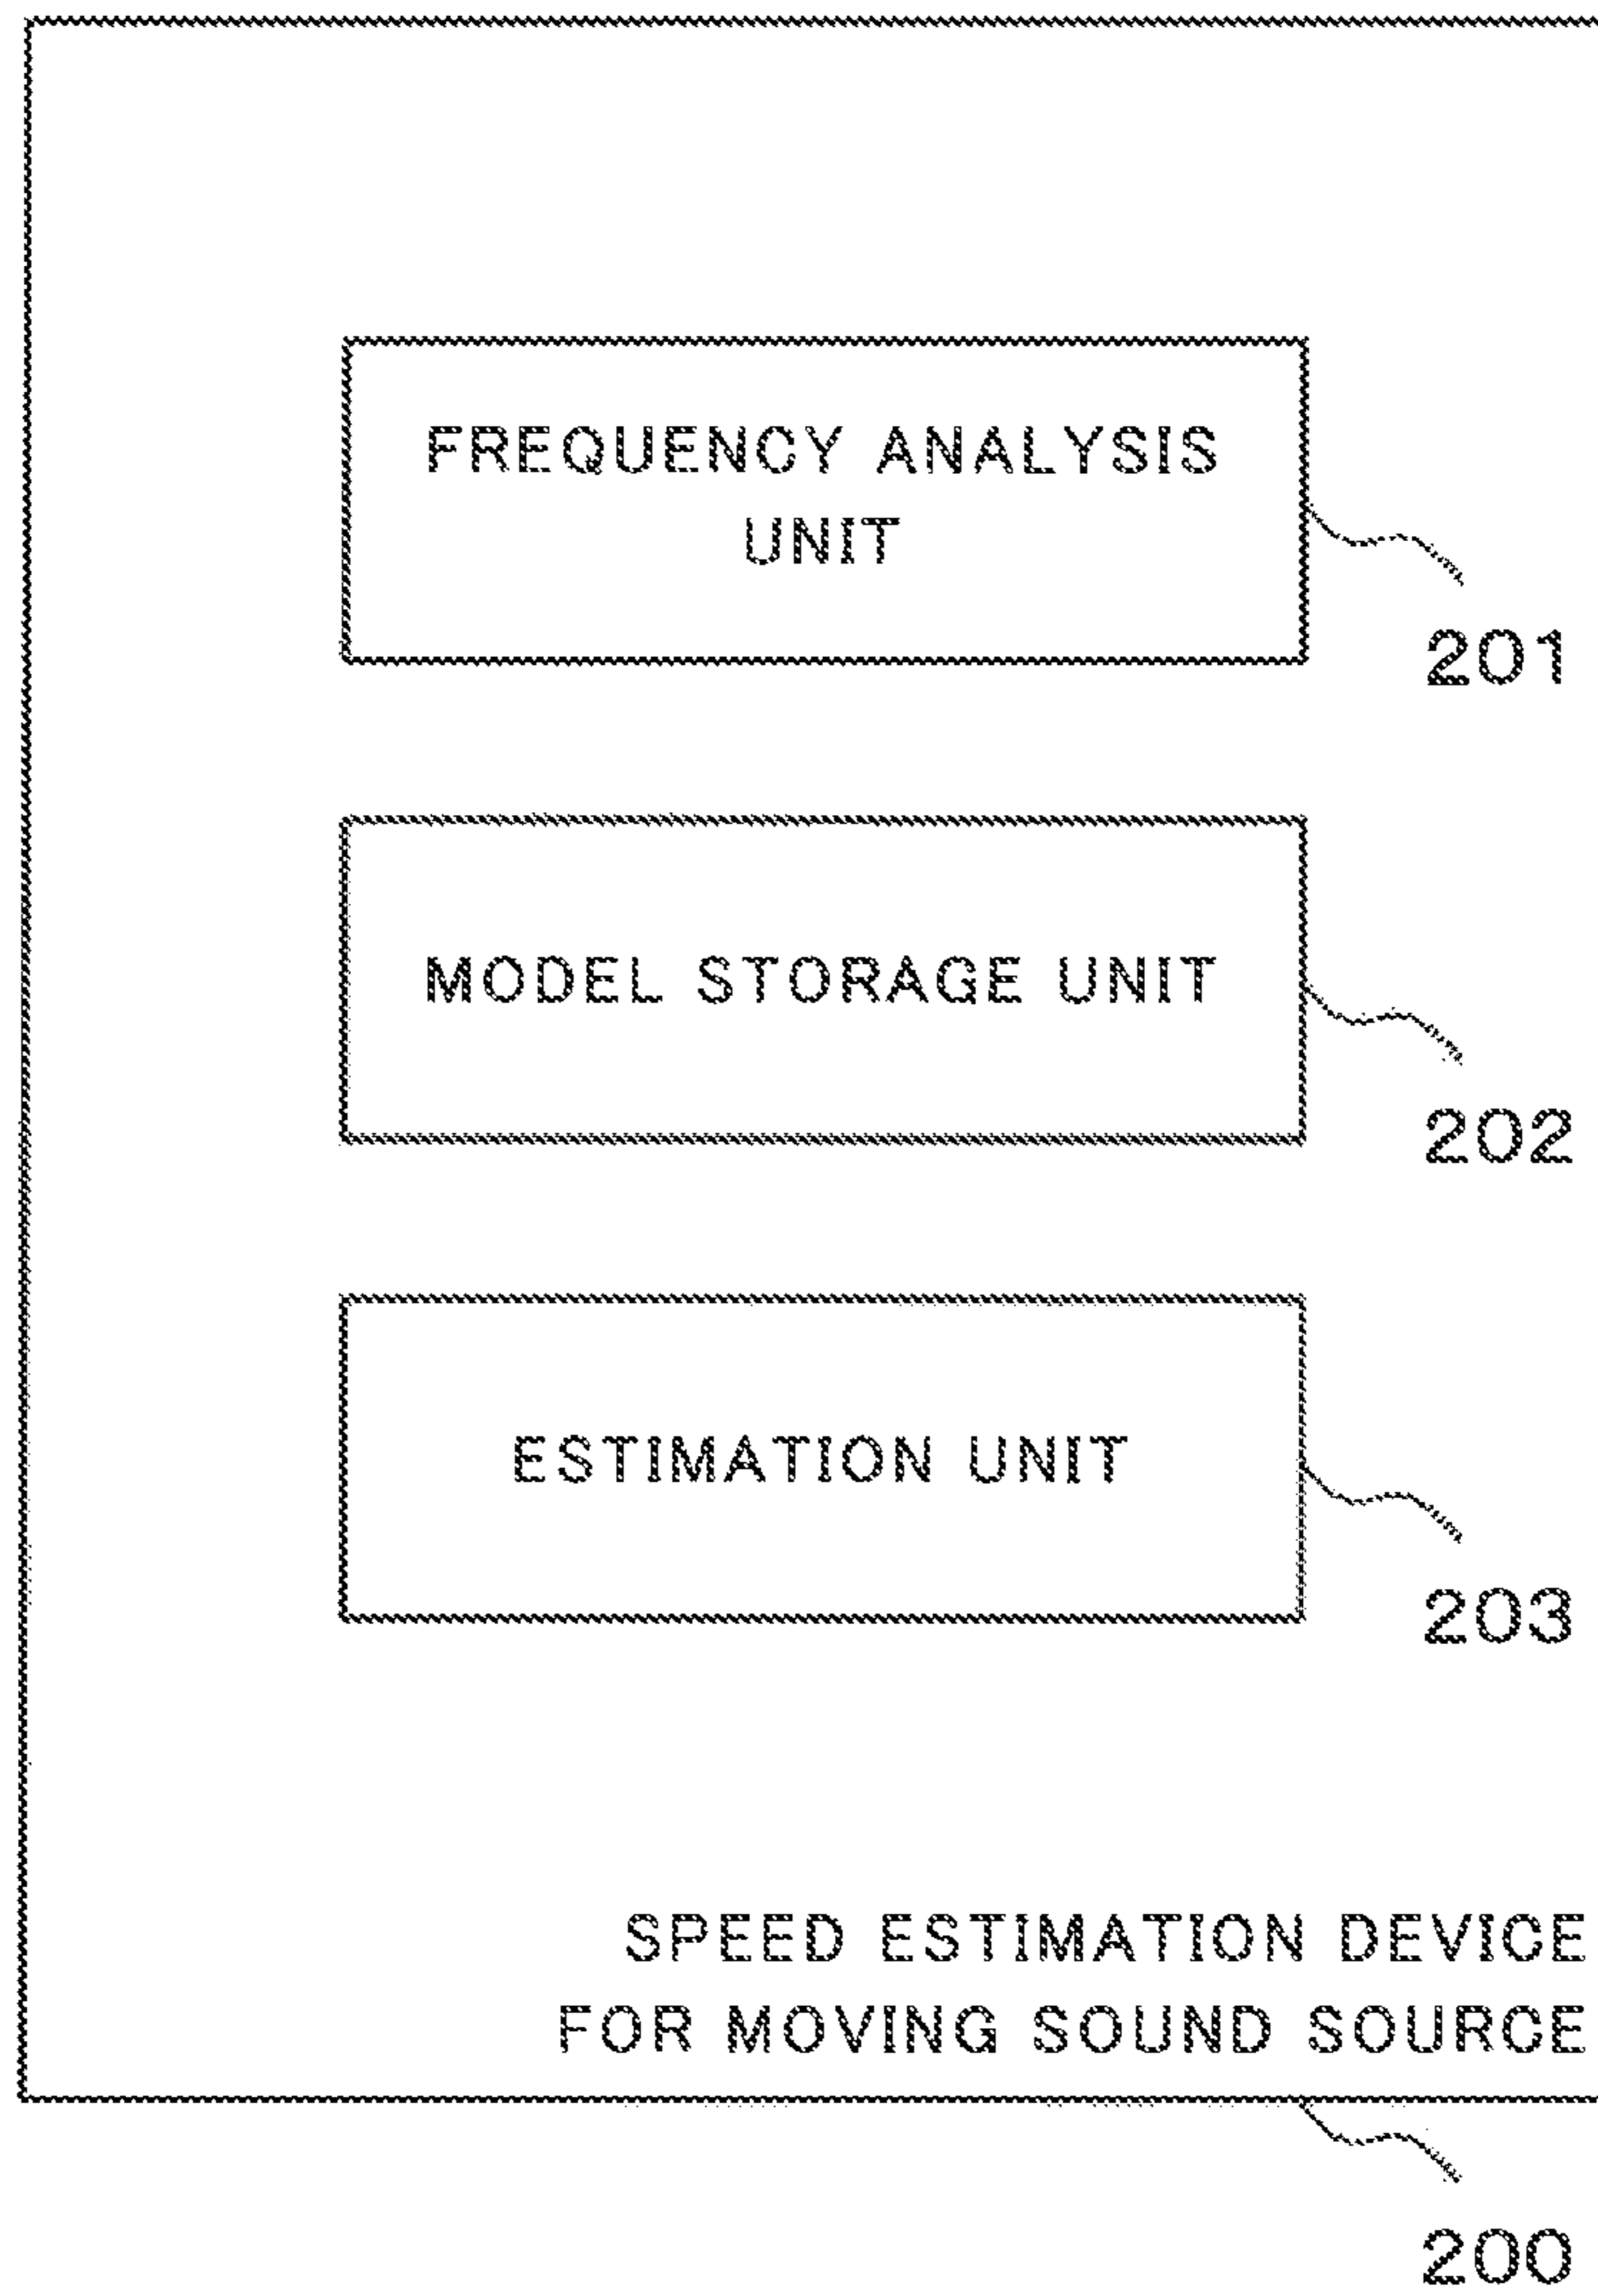 FREQUENCY ANALYSIS
UNIT
201
MODEL STORAGE UNIT
202
ESTIMATION UNIT
203
SPEED ESTIMATION DEVICE
FOR MOVING SOUND SOURCE
200